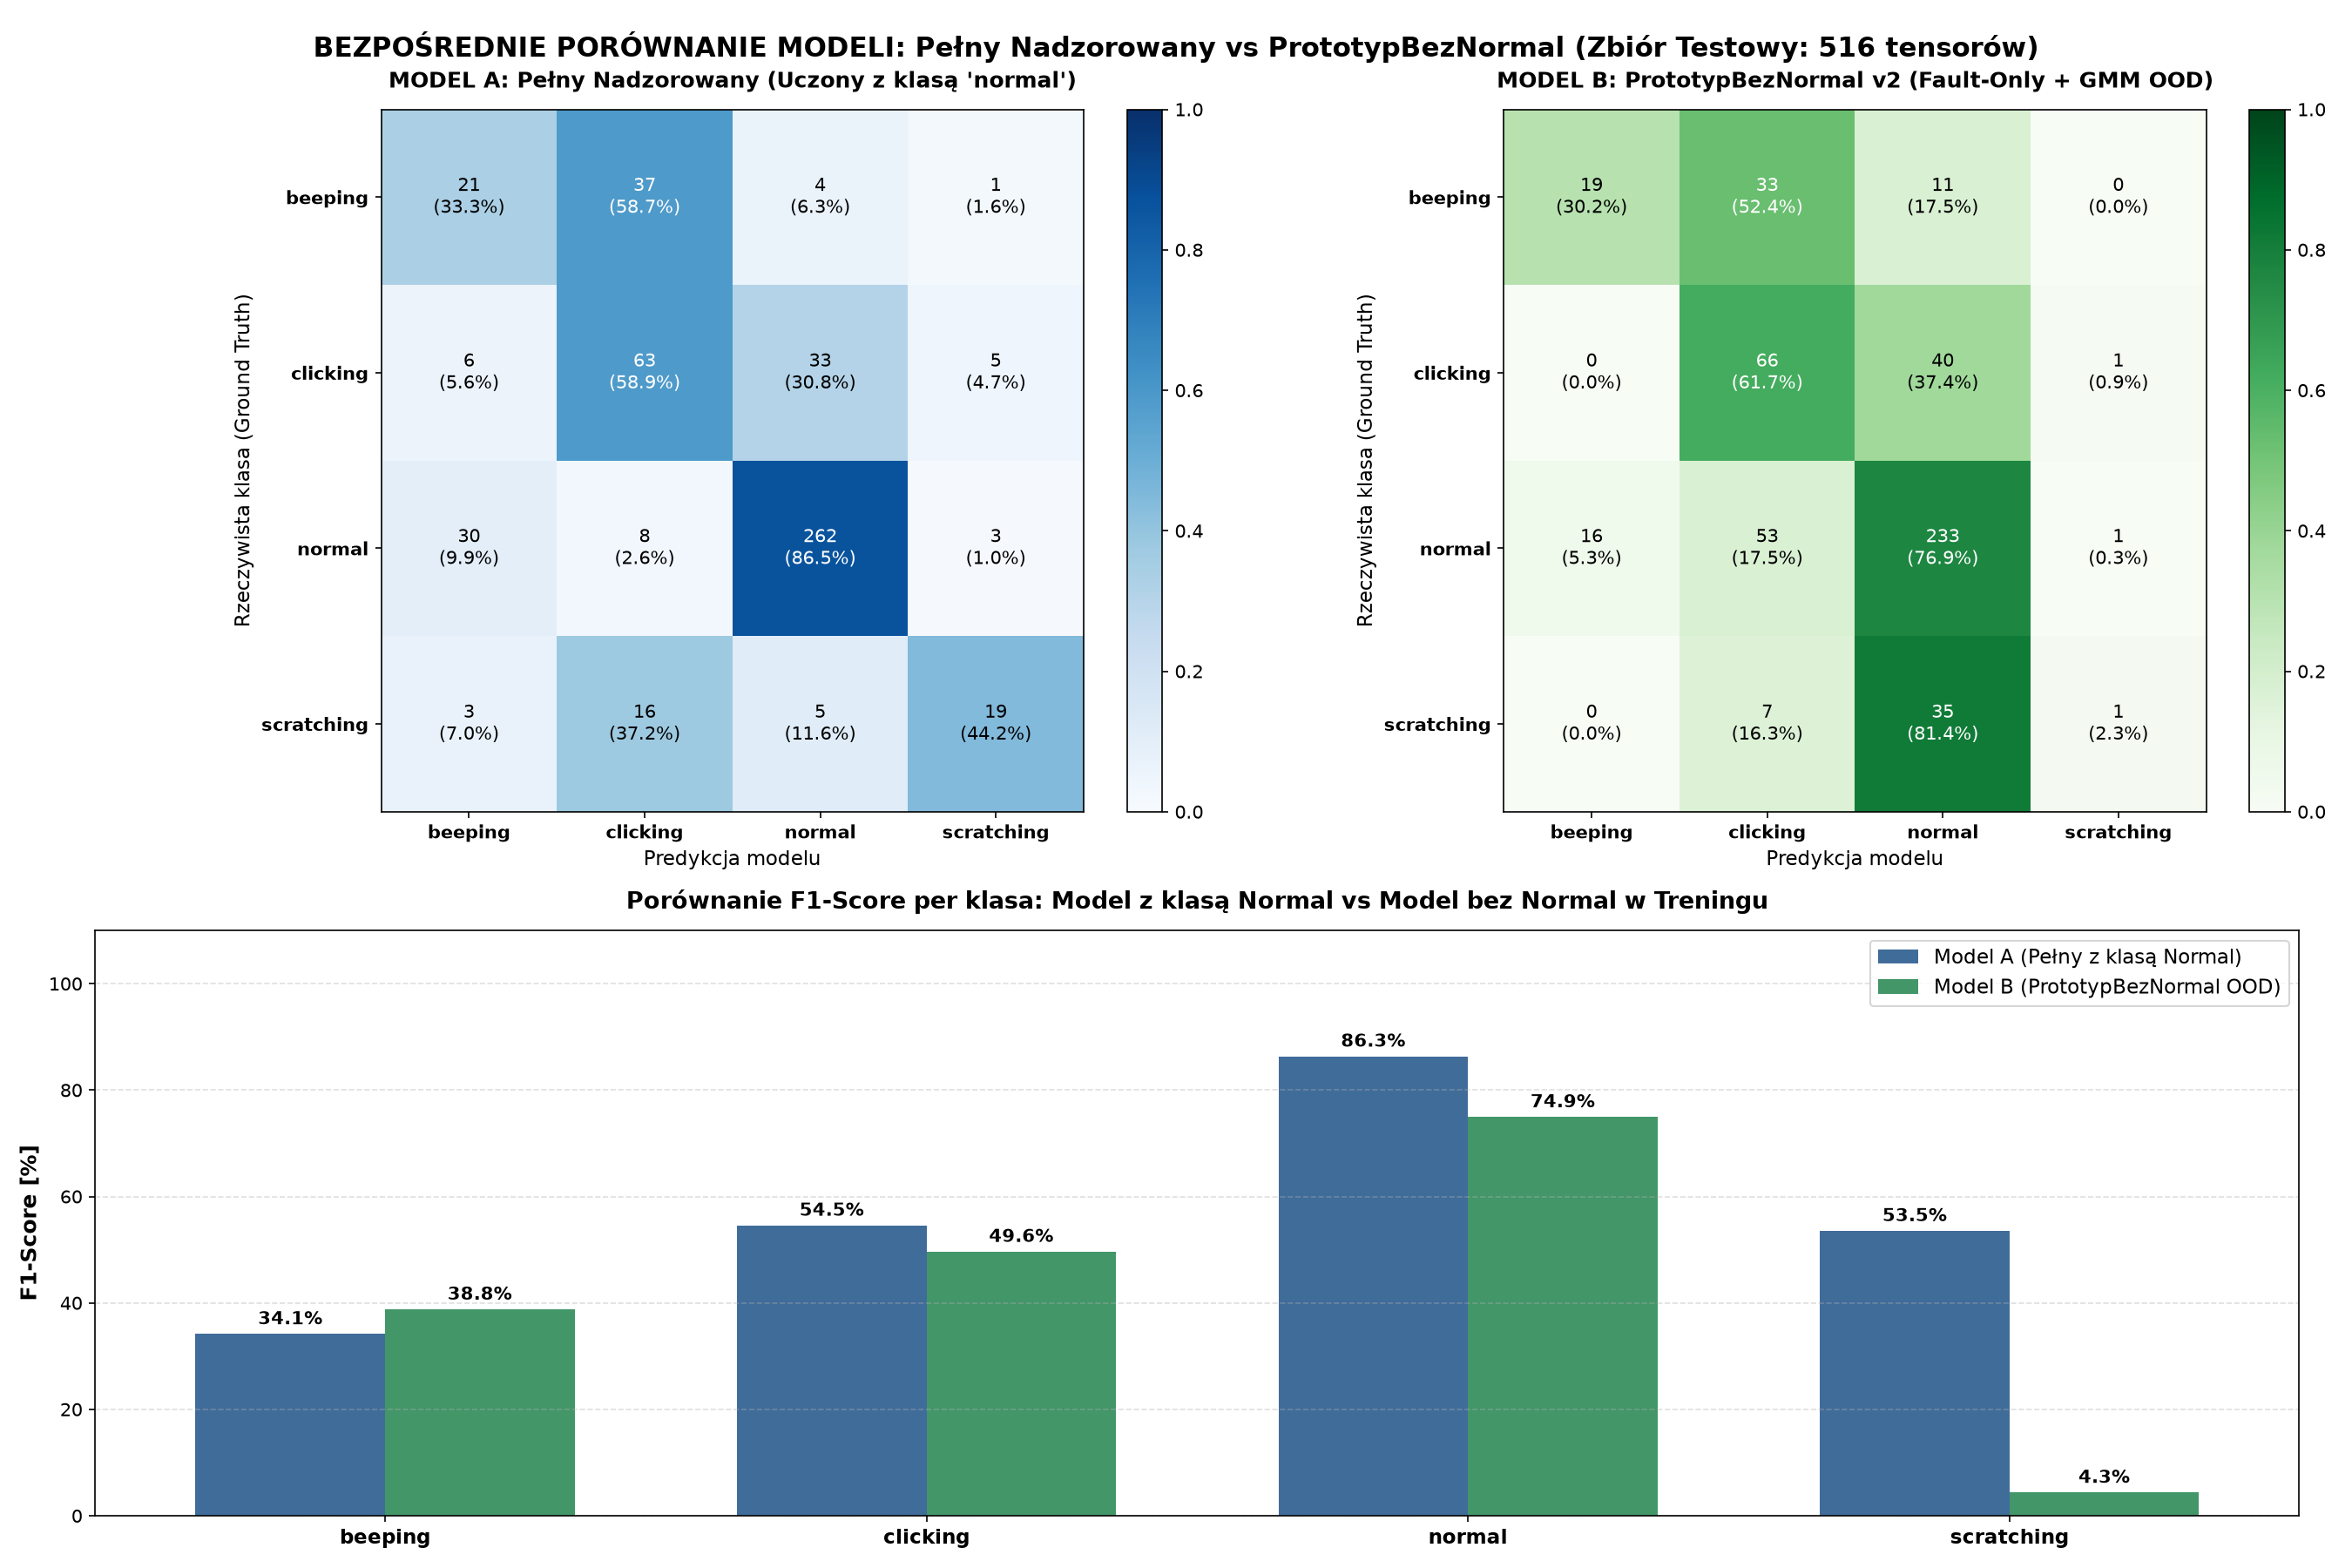 BEZPOŚREDNIE PORÓWNANIE MODELI: Pełny Nadzorowany vs PrototypBezNormal (Zbiór Testowy: 516 tensorów)
MODEL A: Pełny Nadzorowany (Uczony z klasą 'normal')
Rzeczywista klasa (Ground Truth)
beeping
21 37 4 1
(33.3%) (58.7%) (6.3%) (1.6%)
clicking
6 63 33 5
(5.6%) (58.9%) (30.8%) (4.7%)
normal
30 8 262 3
(9.9%) (2.6%) (86.5%) (1.0%)
scratching
3 16 5 19
(7.0%) (37.2%) (11.6%) (44.2%)
beeping clicking normal scratching
Predykcja modelu
1.0
0.8
0.6
0.4
0.2
0.0
MODEL B: PrototypBezNormal v2 (Fault-Only + GMM OOD)
Rzeczywista klasa (Ground Truth)
beeping
19 33 11 0
(30.2%) (52.4%) (17.5%) (0.0%)
clicking
0 66 40 1
(0.0%) (61.7%) (37.4%) (0.9%)
normal
16 53 233 1
(5.3%) (17.5%) (76.9%) (0.3%)
scratching
0 7 35 1
(0.0%) (16.3%) (81.4%) (2.3%)
beeping clicking normal scratching
Predykcja modelu
1.0
0.8
0.6
0.4
0.2
0.0
Porównanie F1-Score per klasa: Model z klasą Normal vs Model bez Normal w Treningu
Model A (Pełny z klasą Normal)
Model B (PrototypBezNormal OOD)
F1-Score [%]
100
80
60
40
20
0
34.1% 38.8%
54.5% 49.6%
86.3% 74.9%
53.5% 4.3%
beeping clicking normal scratching